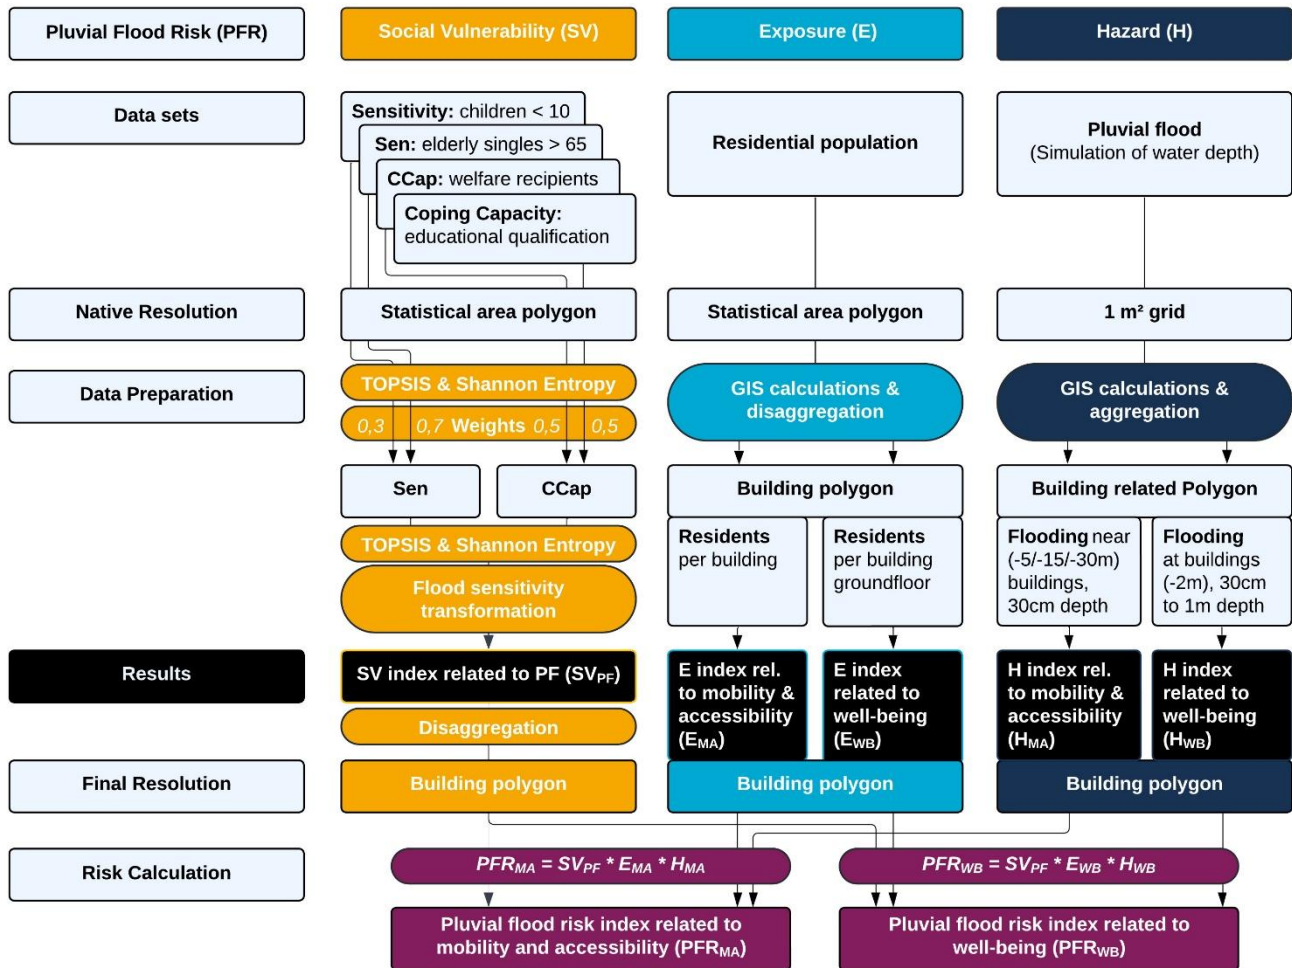 Pluvial Flood Risk (PFR)
Social Vulnerability (SV)
Exposure (E)
Hazard (H)
Data sets
Sensitivity: children < 10
Sen: elderly singles > 65
CCap: welfare recipients
Coping Capacity:
educational qualification
Residential population
Pluvial flood
(Simulation of water depth)
Native Resolution
Statistical area polygon
Statistical area polygon
1 m² grid
Data Preparation
TOPSIS & Shannon Entropy
0,3 0,7 Weights 0,5 0,5
GIS calculations &
disaggregation
GIS calculations &
aggregation
Sen
CCap
Building polygon
Building related Polygon
TOPSIS & Shannon Entropy
Flood sensitivity
transformation
Residents
per building
Residents
per building
groundfloor
Flooding near
(-5/-15/-30m)
buildings,
30cm depth
Flooding
at buildings
(-2m), 30cm
to 1m depth
Results
SV index related to PF (SVPF)
E index rel.
to mobility &
accessibility
(EMA)
E index
related to
well-being
(EWB)
H index rel.
to mobility &
accessibility
(HMA)
H index
related to
well-being
(HWB)
Disaggregation
Final Resolution
Building polygon
Building polygon
Building polygon
Risk Calculation
PFRMA = SVPF * EMA * HMA
PFRWB = SVPF * EWB * HWB
Pluvial flood risk index related to
mobility and accessibility (PFRMA)
Pluvial flood risk index related to
well-being (PFRWB)